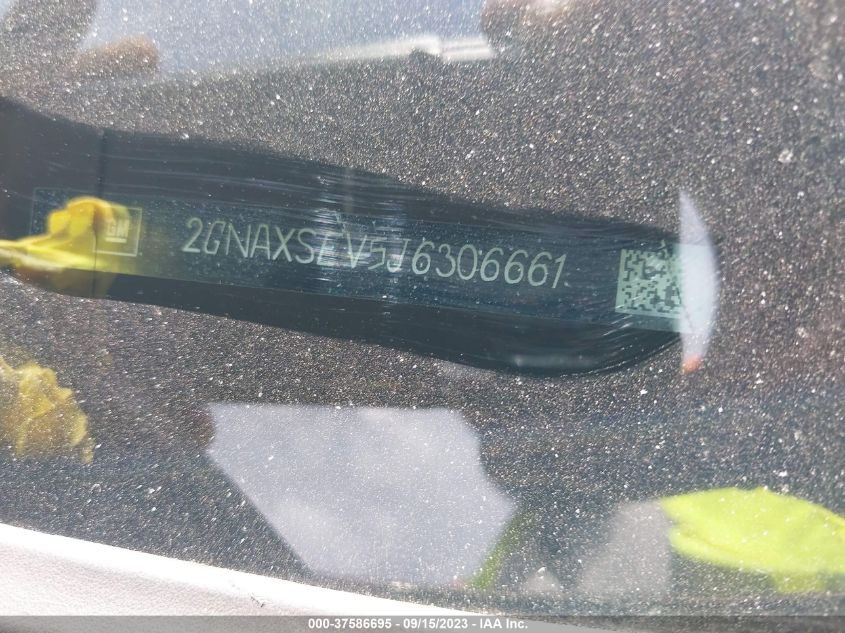 GM 2GNAXSEV5J6306661
000-37586695 - 09/15/2023 - IAA Inc.